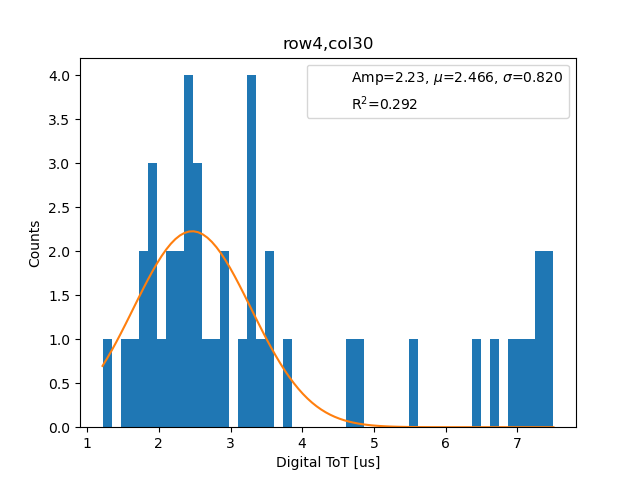 row4,col30
Amp=2.23, μ=2.466, σ=0.820
R²=0.292
Counts
4.0
3.5
3.0
2.5
2.0
1.5
1.0
0.5
0.0
1 2 3 4 5 6 7
Digital ToT [us]